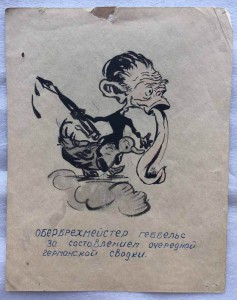 ОБЕРБРЕХМЕЙСТЕР ГЕББЕЛЬС
ЗА СОСТАВЛЕНИЕМ ОЧЕРЕДНОЙ
ГЕРМАНСКОЙ СВОДКИ.